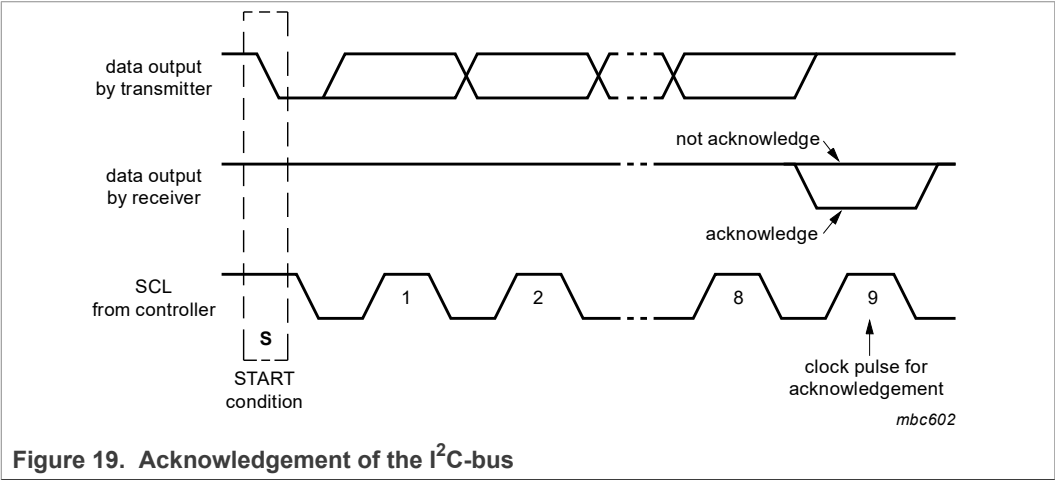 data output
by transmitter
not acknowledge
data output
by receiver
acknowledge
SCL
from controller
1
2
8
9
S
START
condition
clock pulse for
acknowledgement
mbc602
Figure 19. Acknowledgement of the I²C-bus